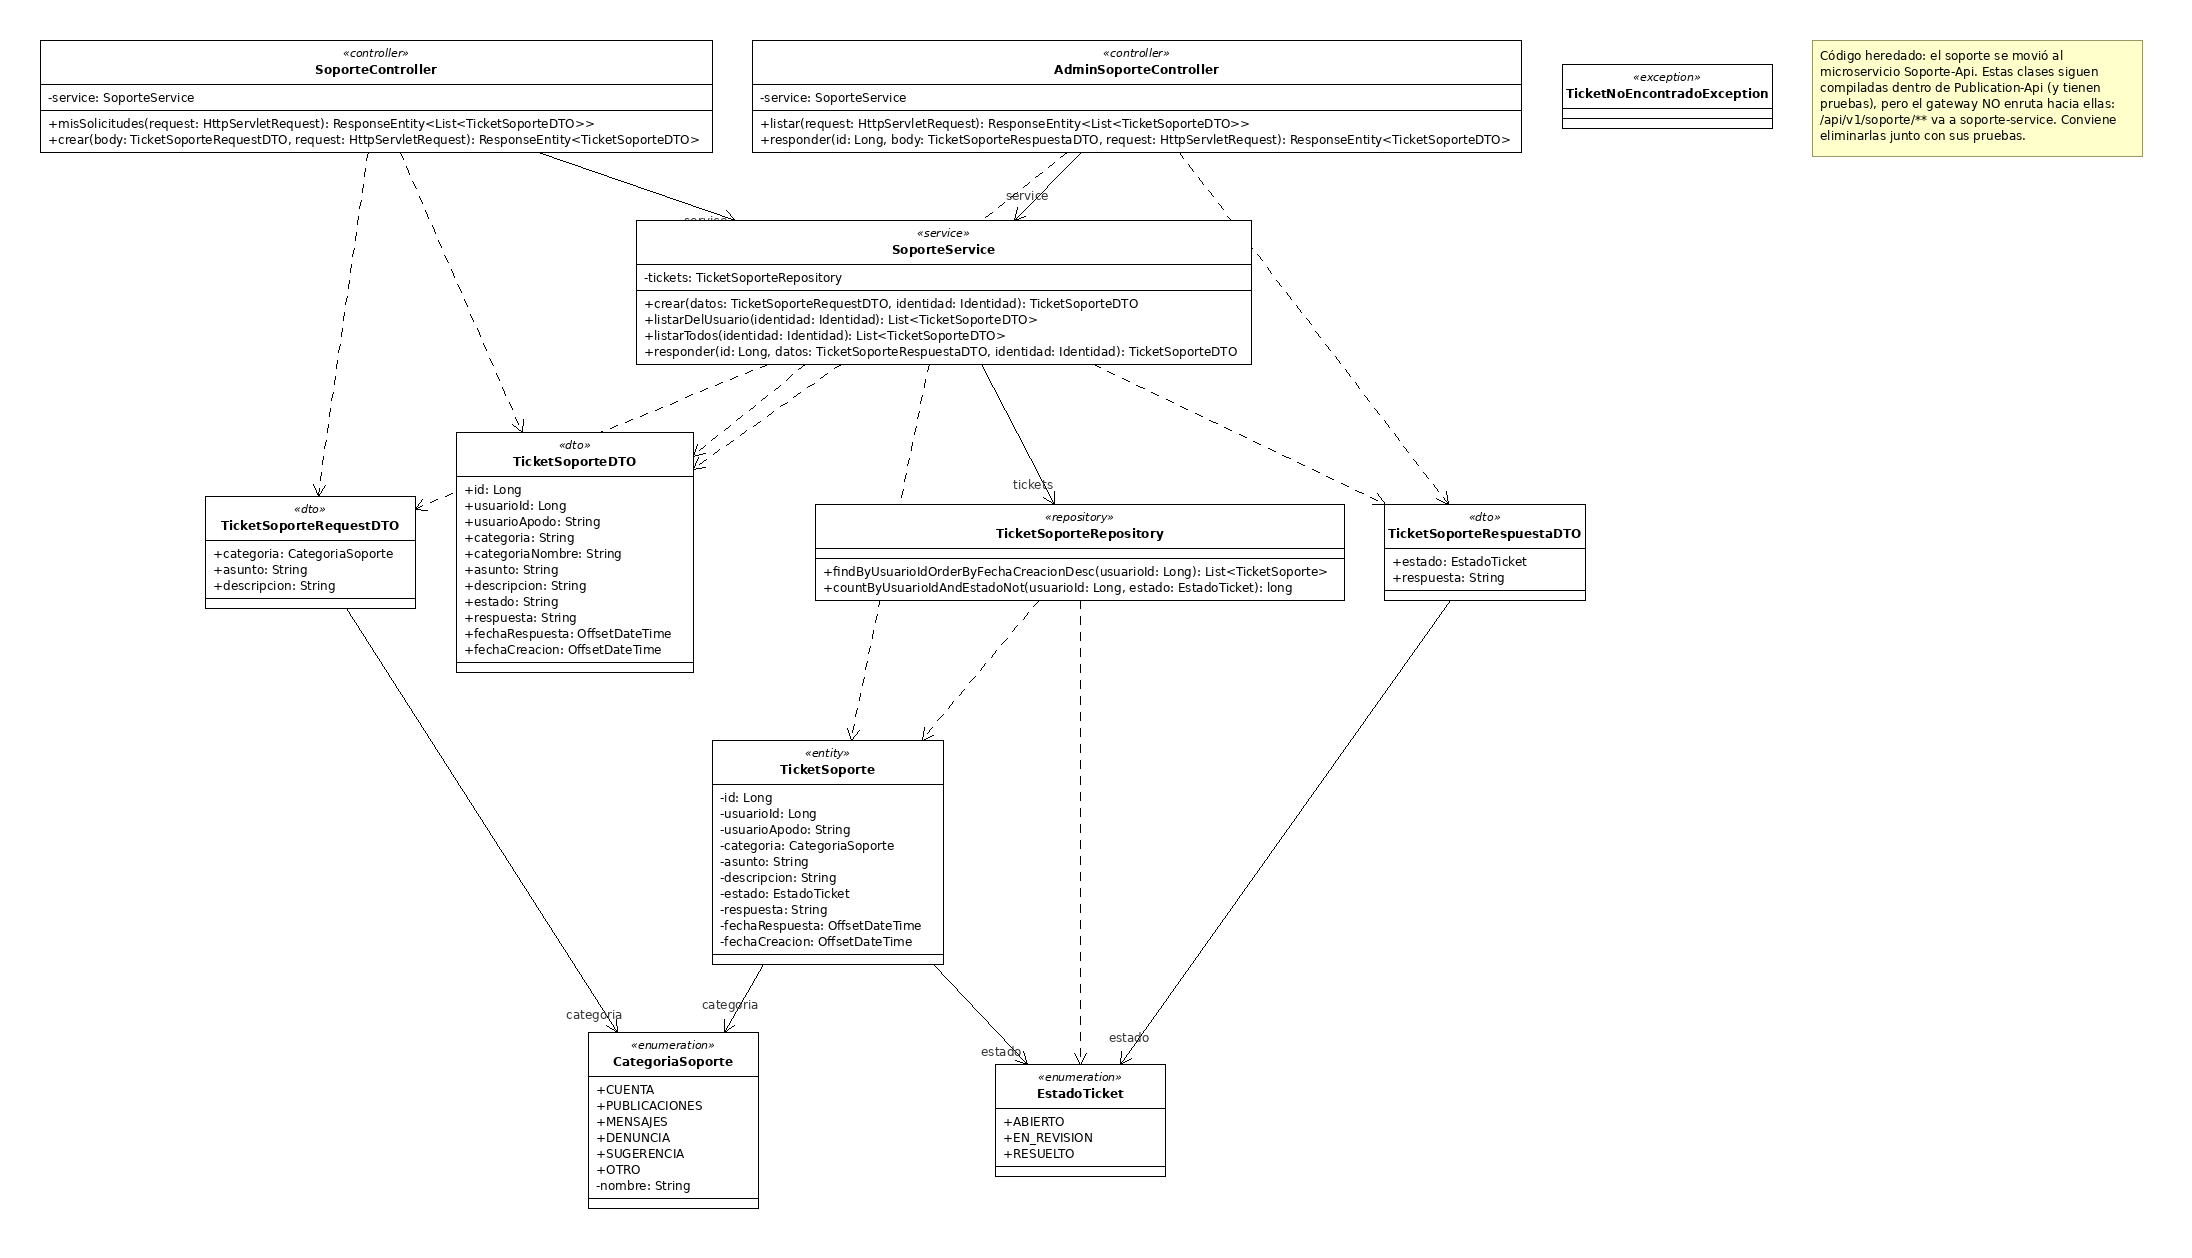 «controller»
SoporteController
-service: SoporteService
+misSolicitudes(request: HttpServletRequest): ResponseEntity<List<TicketSoporteDTO>>
+crear(body: TicketSoporteRequestDTO, request: HttpServletRequest): ResponseEntity<TicketSoporteDTO>
«controller»
AdminSoporteController
-service: SoporteService
+listar(request: HttpServletRequest): ResponseEntity<List<TicketSoporteDTO>>
+responder(id: Long, body: TicketSoporteRespuestaDTO, request: HttpServletRequest): ResponseEntity<TicketSoporteDTO>
«exception»
TicketNoEncontradoException
Código heredado: el soporte se movió al
microservicio Soporte-Api. Estas clases siguen
compiladas dentro de Publication-Api (y tienen
pruebas), pero el gateway NO enruta hacia ellas:
/api/v1/soporte/** va a soporte-service. Conviene
eliminarlas junto con sus pruebas.
service
service
«service»
SoporteService
-tickets: TicketSoporteRepository
+crear(datos: TicketSoporteRequestDTO, identidad: Identidad): TicketSoporteDTO
+listarDelUsuario(identidad: Identidad): List<TicketSoporteDTO>
+listarTodos(identidad: Identidad): List<TicketSoporteDTO>
+responder(id: Long, datos: TicketSoporteRespuestaDTO, identidad: Identidad): TicketSoporteDTO
tickets
«dto»
TicketSoporteRequestDTO
+categoria: CategoriaSoporte
+asunto: String
+descripcion: String
«dto»
TicketSoporteDTO
+id: Long
+usuarioId: Long
+usuarioApodo: String
+categoria: String
+categoriaNombre: String
+asunto: String
+descripcion: String
+estado: String
+respuesta: String
+fechaRespuesta: OffsetDateTime
+fechaCreacion: OffsetDateTime
«repository»
TicketSoporteRepository
+findByUsuarioIdOrderByFechaCreacionDesc(usuarioId: Long): List<TicketSoporte>
+countByUsuarioIdAndEstadoNot(usuarioId: Long, estado: EstadoTicket): long
«dto»
TicketSoporteRespuestaDTO
+estado: EstadoTicket
+respuesta: String
«entity»
TicketSoporte
-id: Long
-usuarioId: Long
-usuarioApodo: String
-categoria: CategoriaSoporte
-asunto: String
-descripcion: String
-estado: EstadoTicket
-respuesta: String
-fechaRespuesta: OffsetDateTime
-fechaCreacion: OffsetDateTime
categoria
categoria
estado
estado
«enumeration»
CategoriaSoporte
+CUENTA
+PUBLICACIONES
+MENSAJES
+DENUNCIA
+SUGERENCIA
+OTRO
-nombre: String
«enumeration»
EstadoTicket
+ABIERTO
+EN_REVISION
+RESUELTO